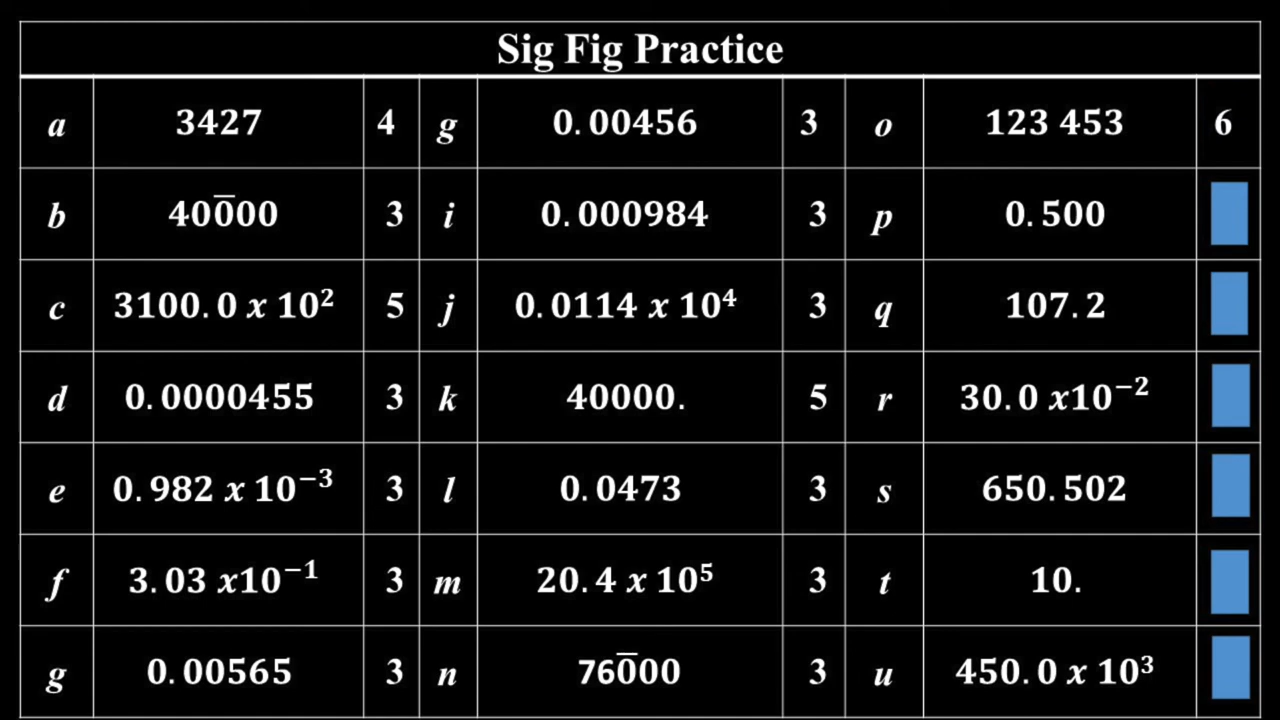 Sig Fig Practice
a 3427 4 g 0.00456 3 o 123 453 6
b 400̅00 3 i 0.000984 3 p 0.500
c 3100.0 x 10² 5 j 0.0114 x 10⁴ 3 q 107.2
d 0.0000455 3 k 40000. 5 r 30.0 x10⁻²
e 0.982 x 10⁻³ 3 l 0.0473 3 s 650.502
f 3.03 x10⁻¹ 3 m 20.4 x 10⁵ 3 t 10.
g 0.00565 3 n 760̅00 3 u 450.0 x 10³